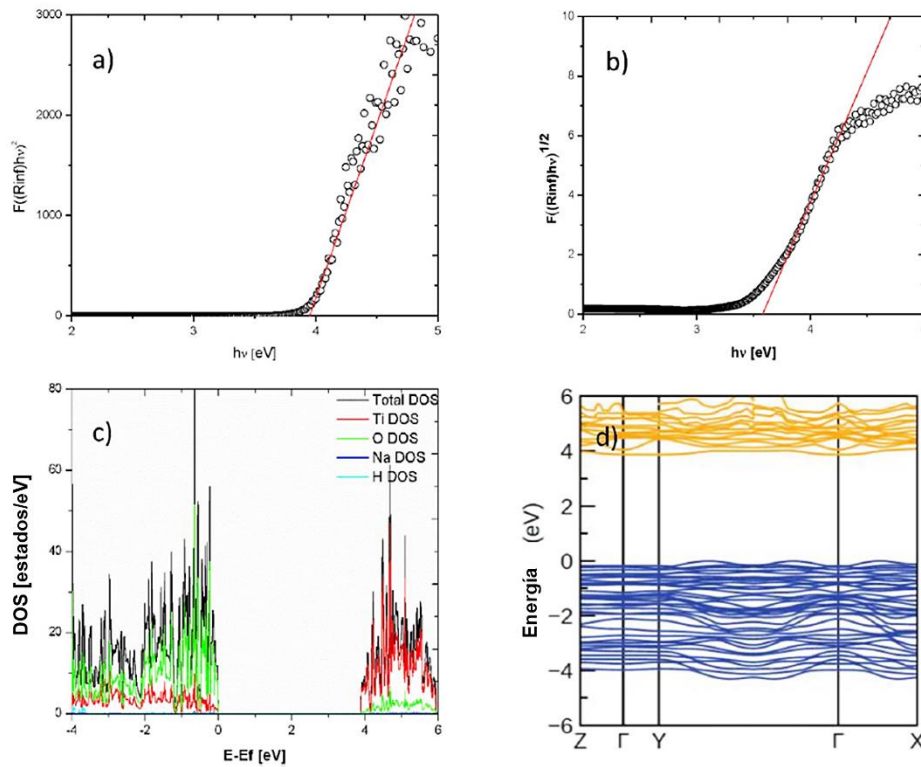 a)
3000
2000
1000
0
F((Rinf)hν)²
2 3 4 5
hν [eV]
b)
10
8
6
4
2
0
F((Rinf)hν)1/2
2 3 4
hν [eV]
c)
80
60
40
20
0
DOS [estados/eV]
Total DOS
Ti DOS
O DOS
Na DOS
H DOS
-4 -2 0 2 4 6
E-Ef [eV]
d)
6
4
2
0
-2
-4
-6
Energía (eV)
Z Γ Y Γ X